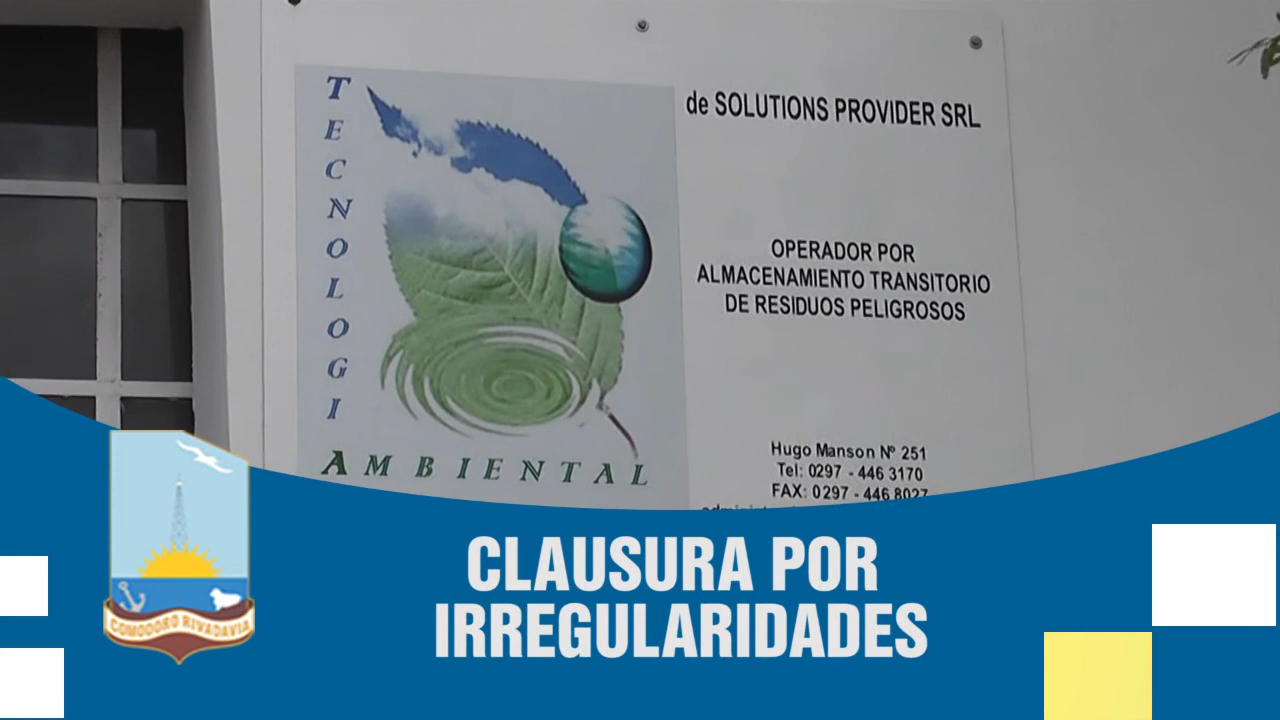 TECNOLOGI
AMBIENTAL
de SOLUTIONS PROVIDER SRL
OPERADOR POR
ALMACENAMIENTO TRANSITORIO
DE RESIDUOS PELIGROSOS
Hugo Manson Nº 251
Tel: 0297 - 446 3170
FAX: 0297 - 446 8027
COMODORO RIVADAVIA
CLAUSURA POR
IRREGULARIDADES